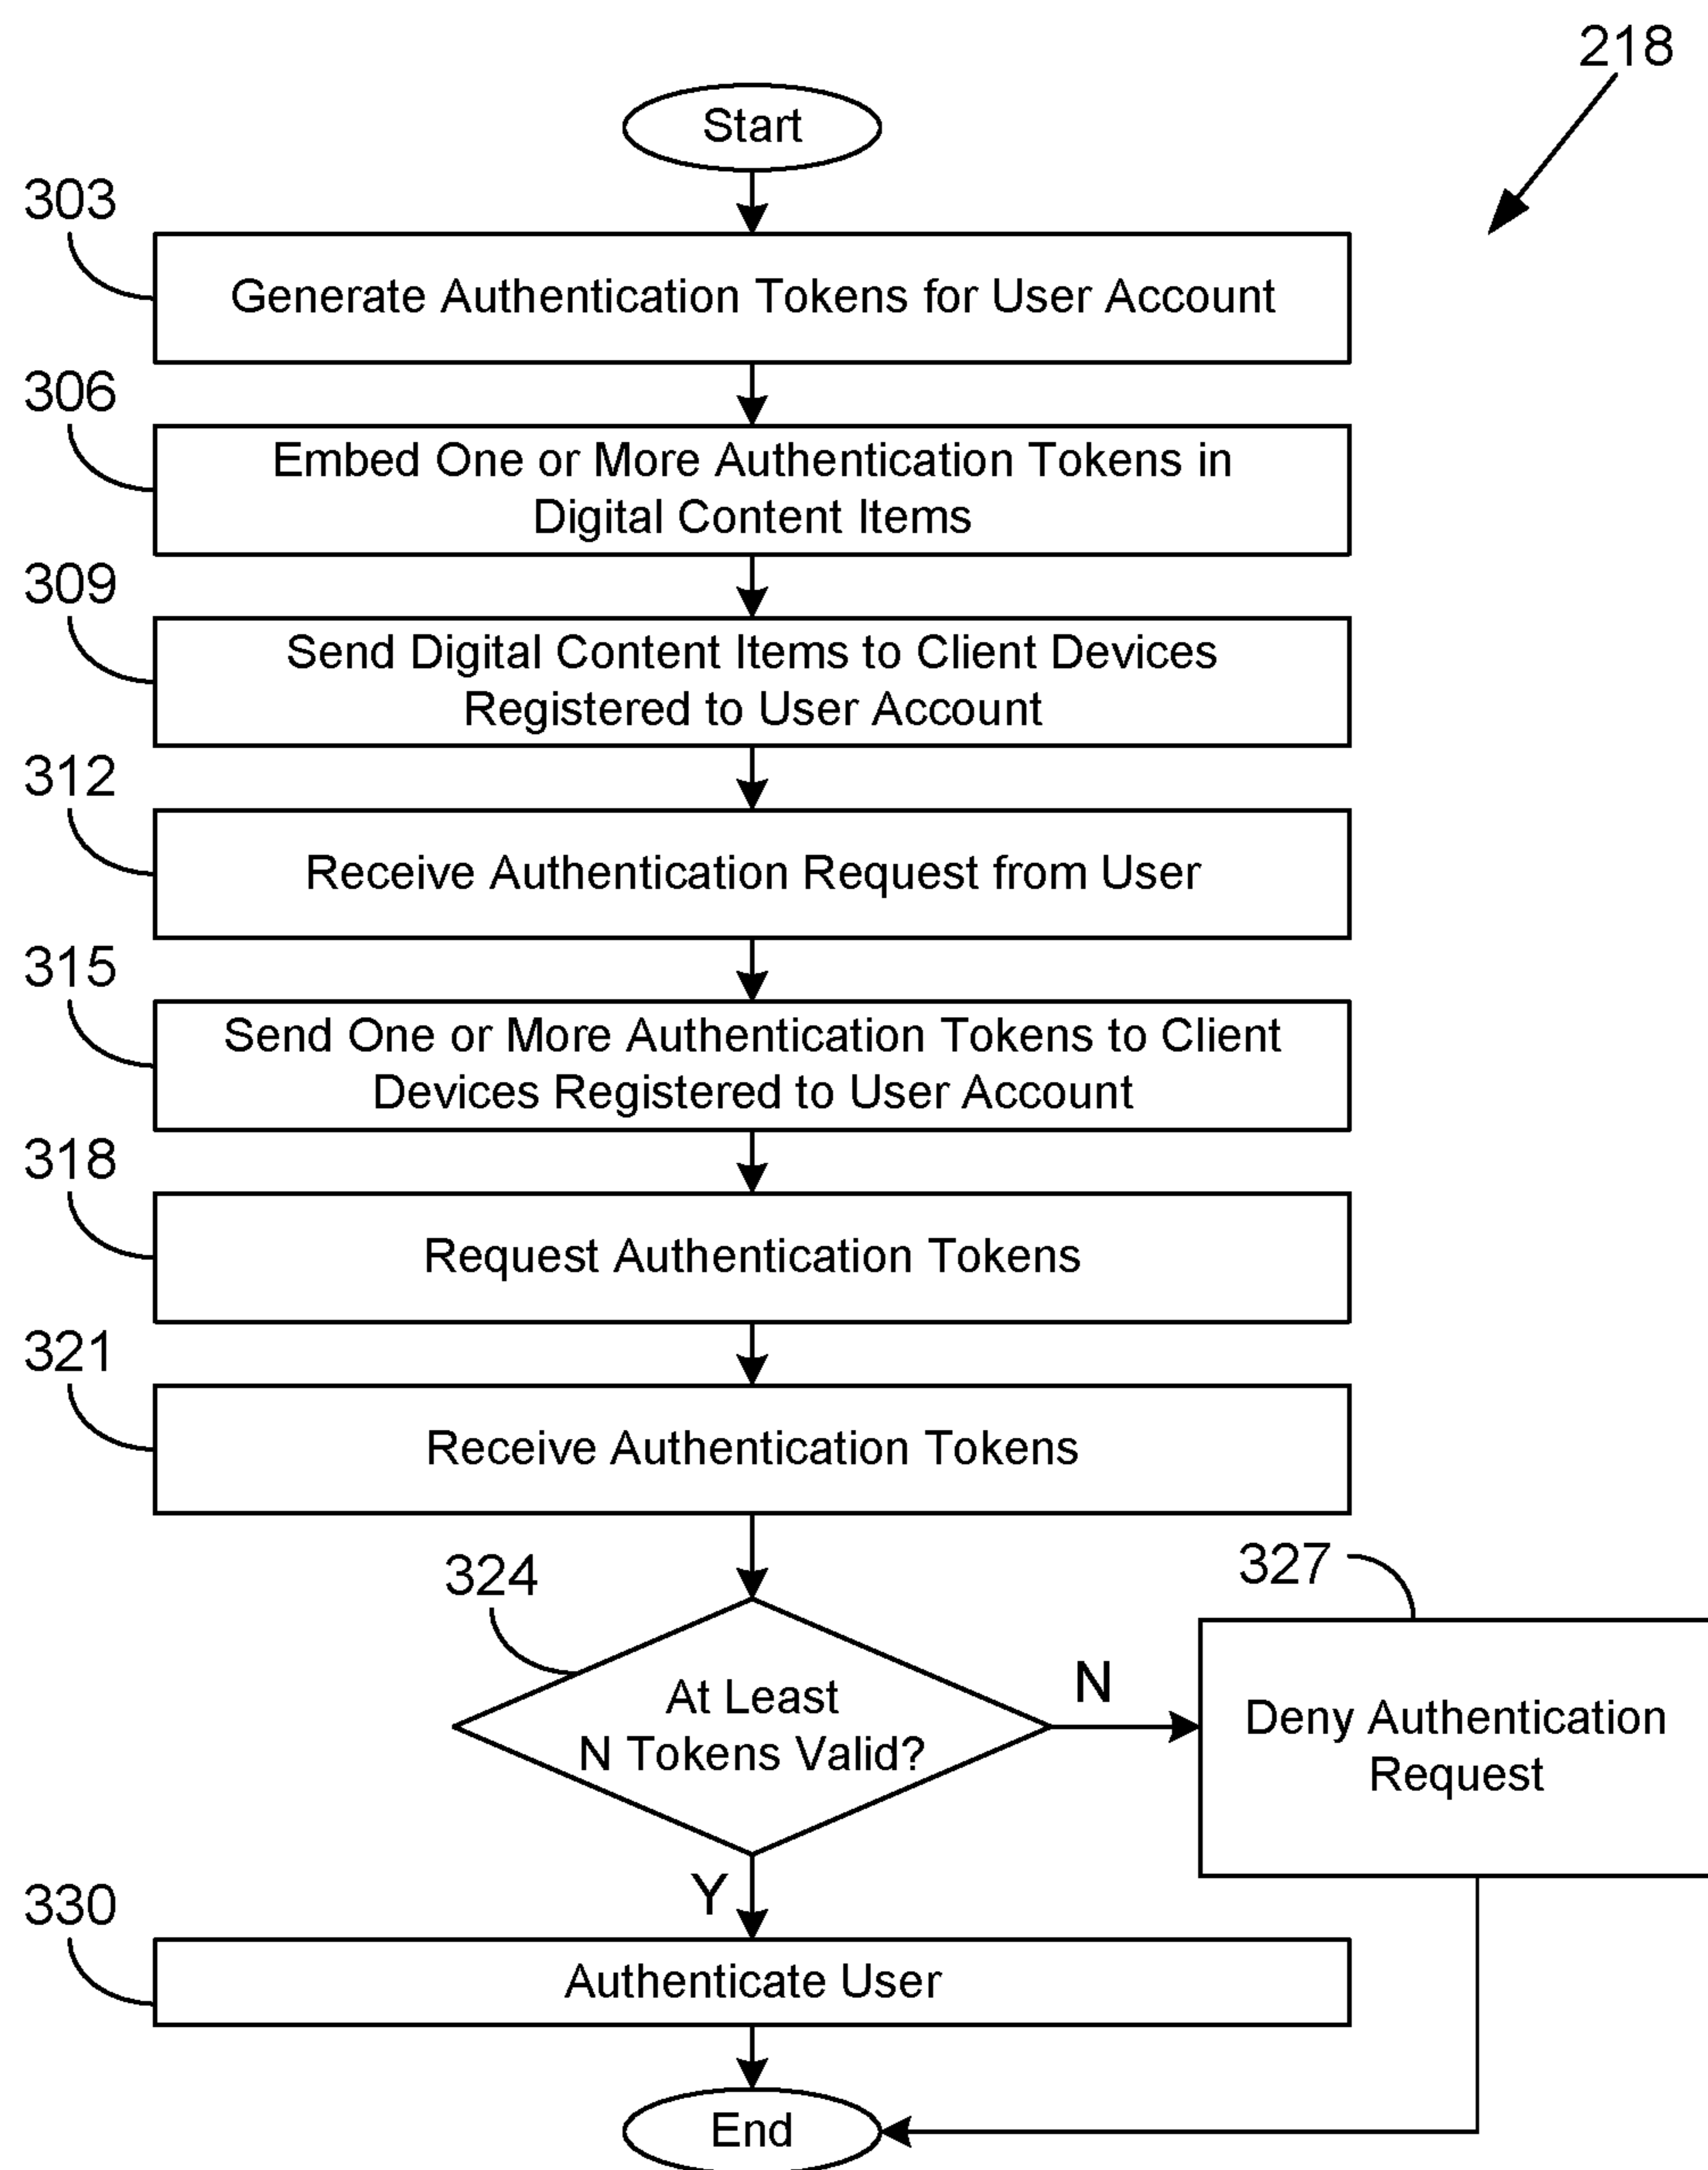 218
Start
303
Generate Authentication Tokens for User Account
306
Embed One or More Authentication Tokens in
Digital Content Items
309
Send Digital Content Items to Client Devices
Registered to User Account
312
Receive Authentication Request from User
315
Send One or More Authentication Tokens to Client
Devices Registered to User Account
318
Request Authentication Tokens
321
Receive Authentication Tokens
324
At Least
N Tokens Valid?
N
327
Deny Authentication
Request
Y
330
Authenticate User
End